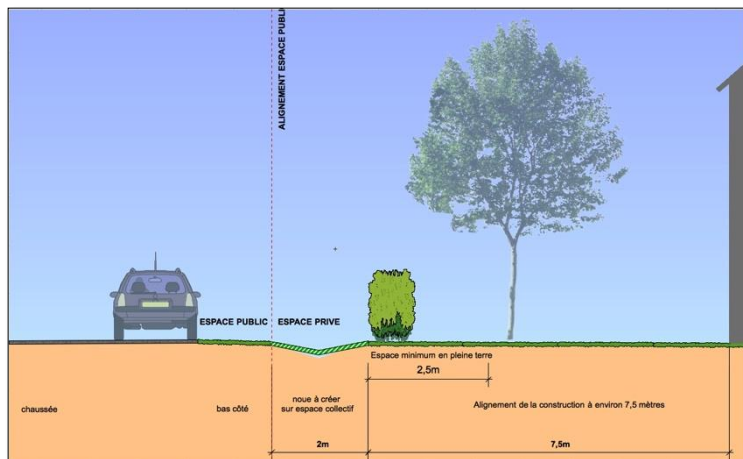 ALIGNEMENT ESPACE PUBLIC
ESPACE PUBLIC
ESPACE PRIVE
Espace minimum en pleine terre
2,5m
chaussée
bas côté
noue à créer
sur espace collectif
Alignement de la construction à environ 7,5 mètres
2m
7,5m